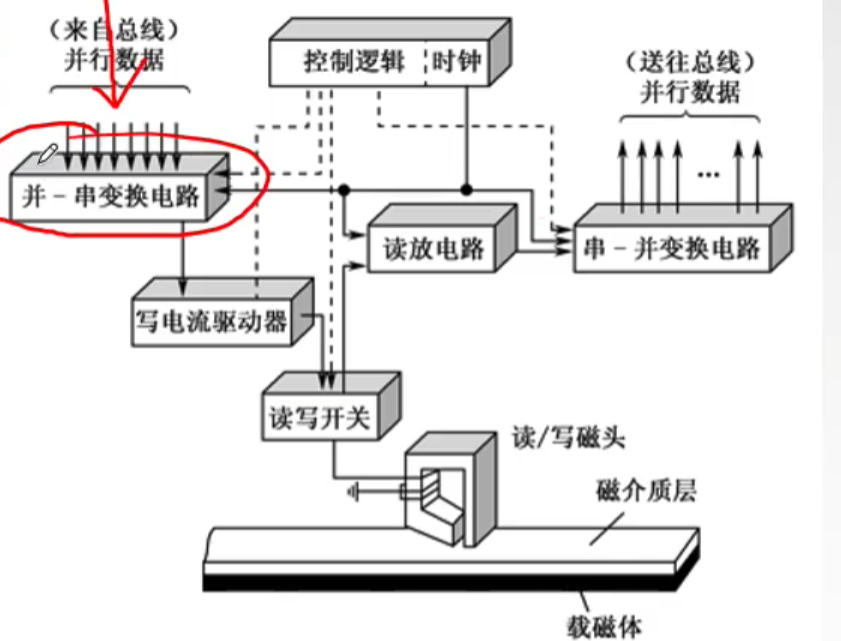 （来自总线）
并行数据
控制逻辑 时钟
（送往总线）
并行数据
并－串变换电路
读放电路
串－并变换电路
写电流驱动器
读写开关
读/写磁头
磁介质层
载磁体